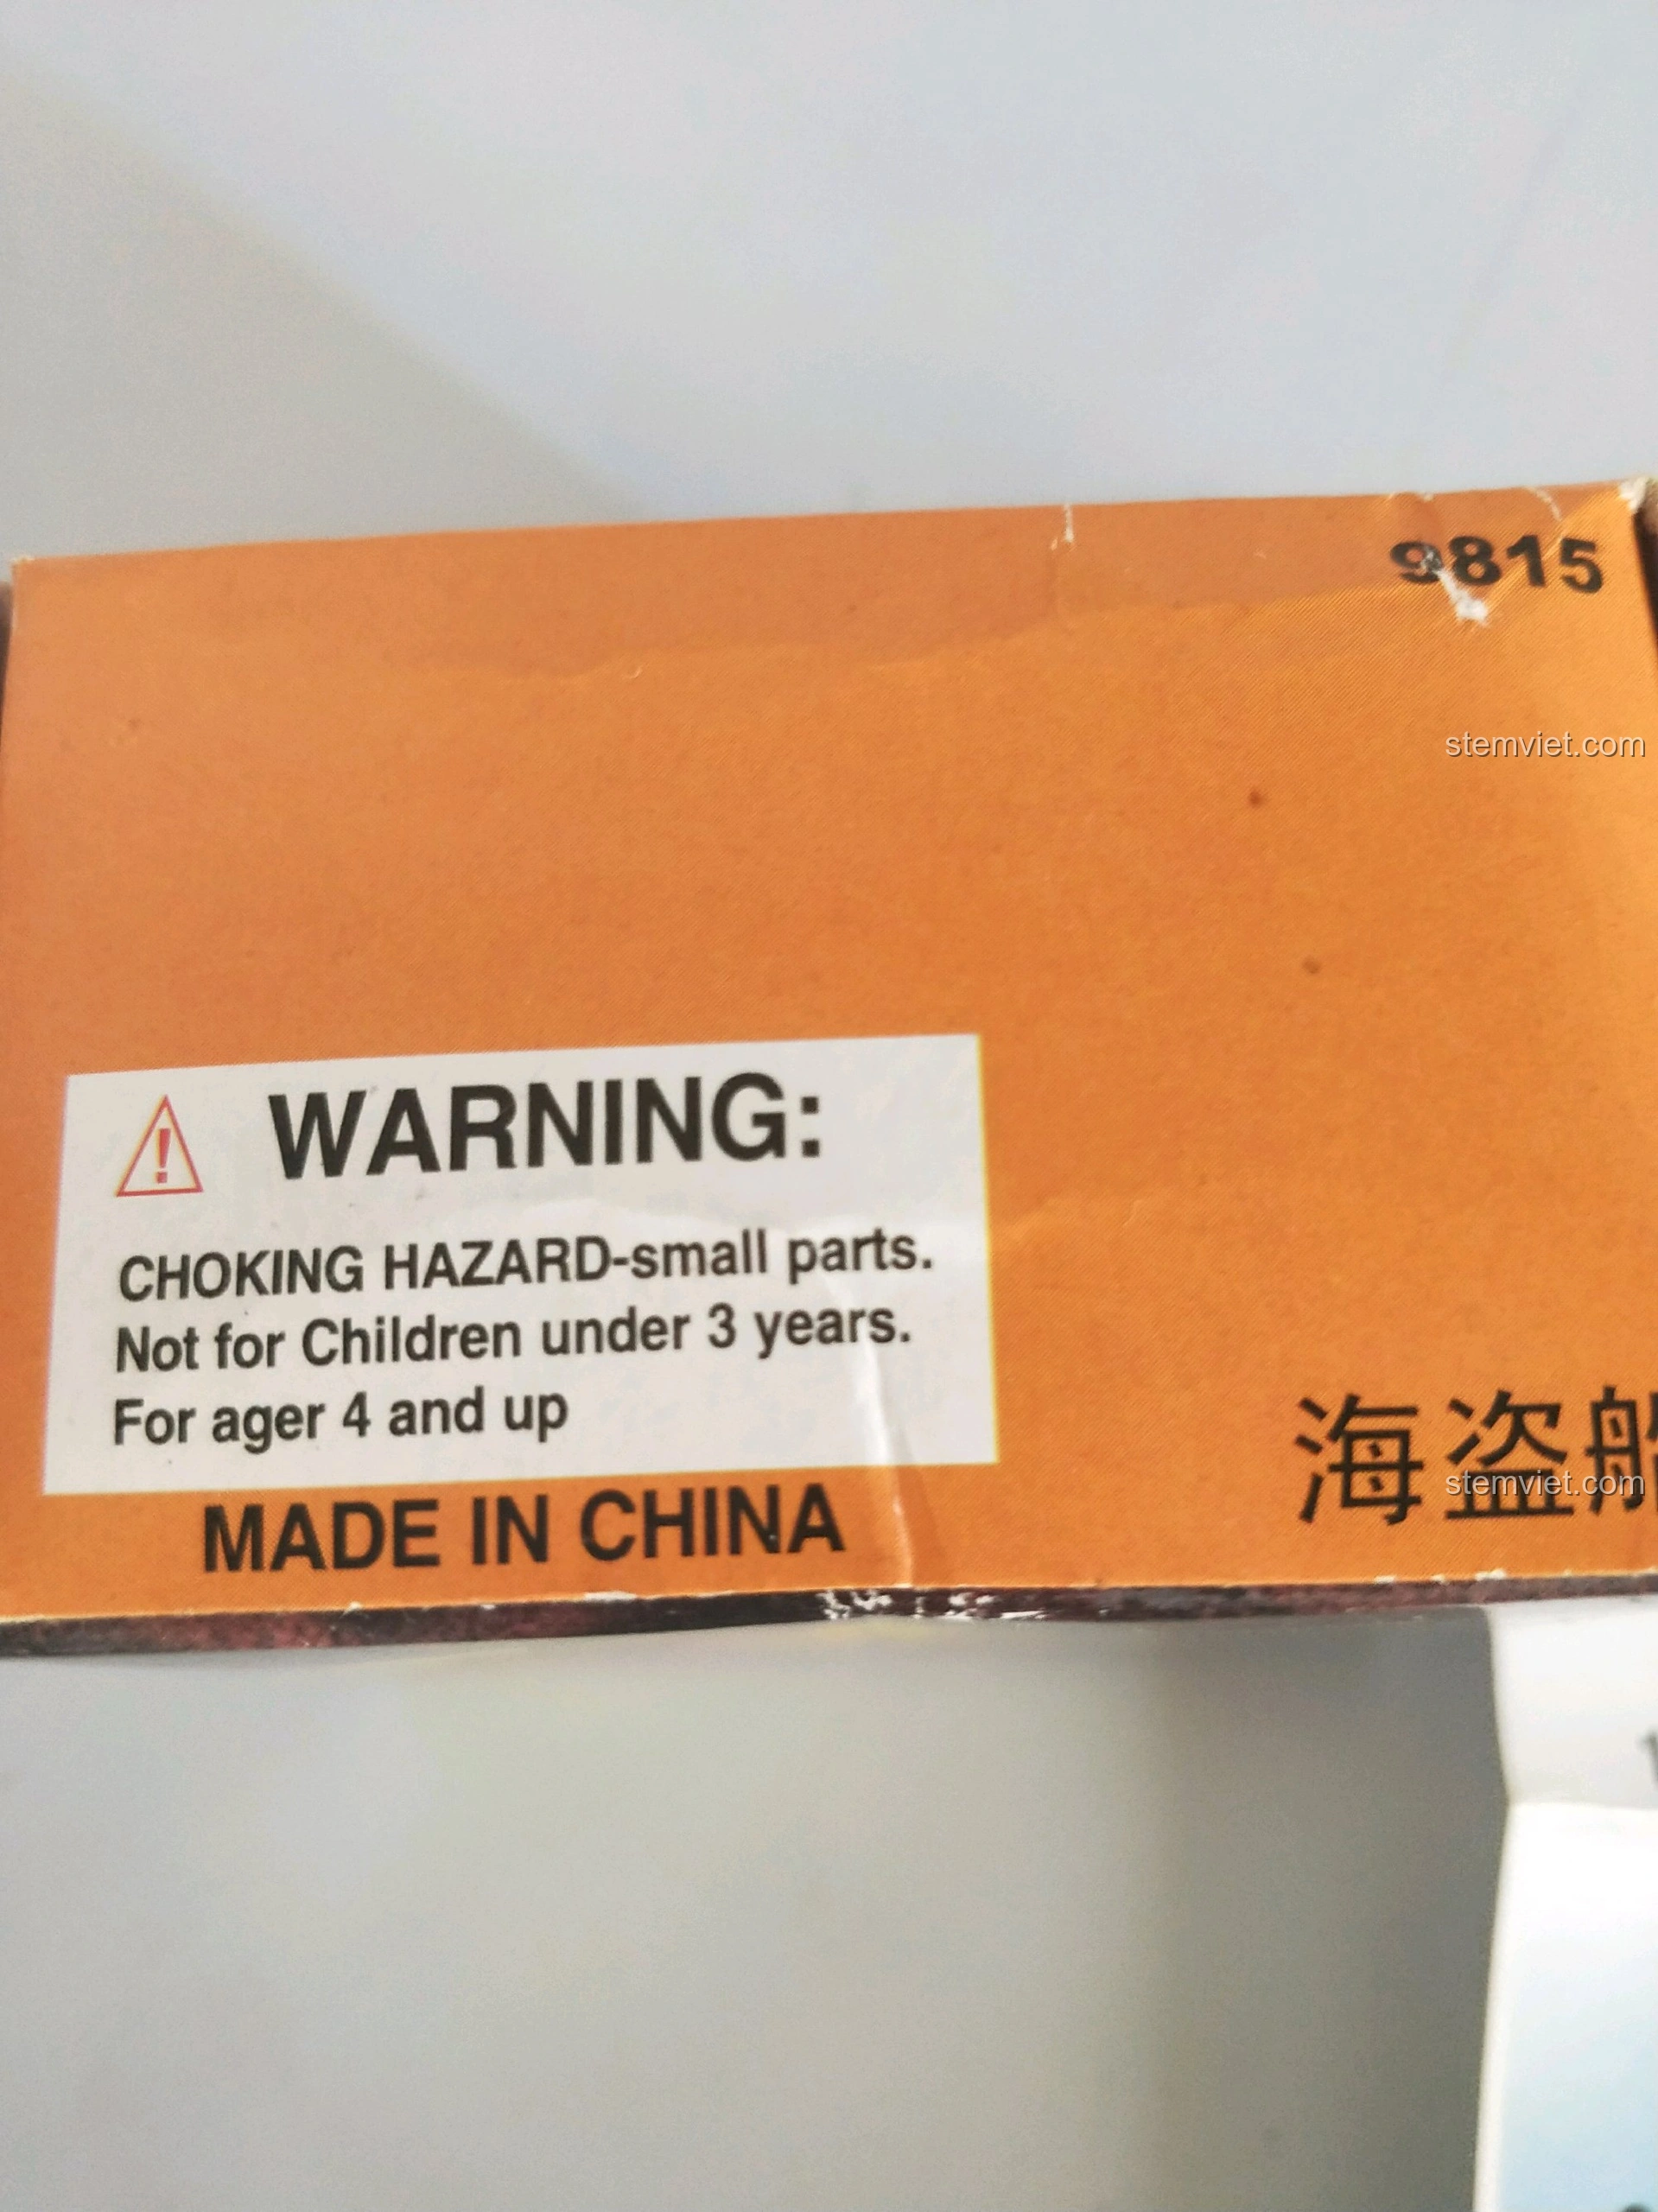 9815
stemviet.com
WARNING:
CHOKING HAZARD-small parts.
Not for Children under 3 years.
For ager 4 and up
海盗船
stemviet.com
MADE IN CHINA